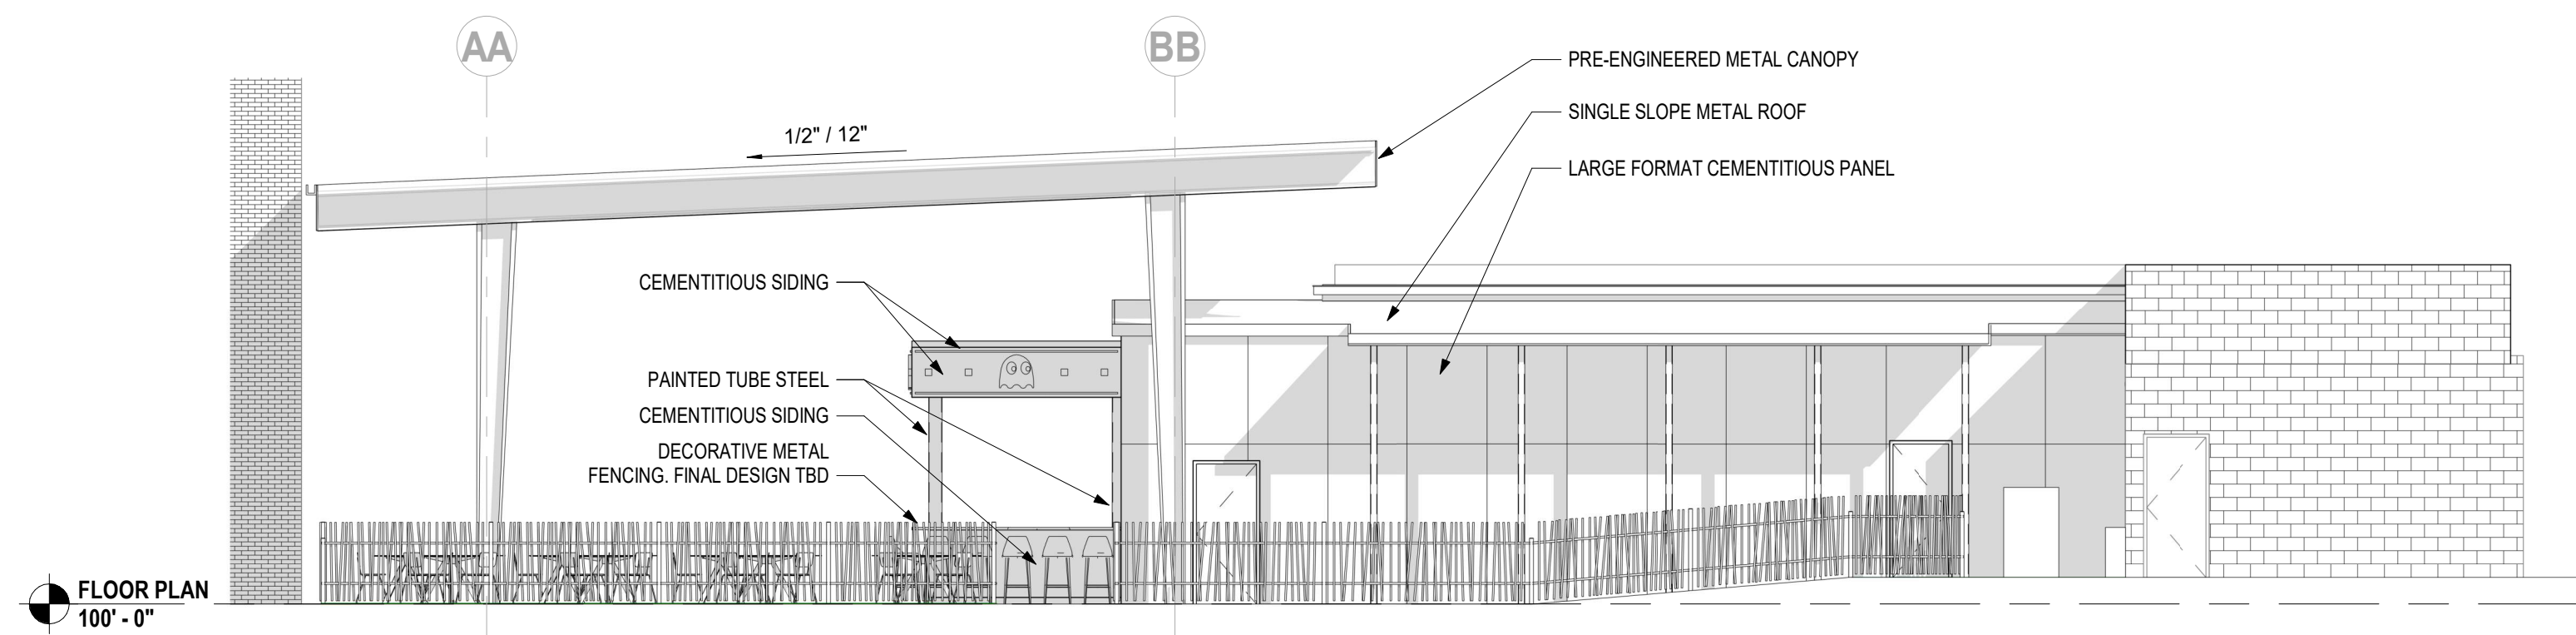 AA
BB
PRE-ENGINEERED METAL CANOPY
SINGLE SLOPE METAL ROOF
LARGE FORMAT CEMENTITIOUS PANEL
1/2" / 12"
CEMENTITIOUS SIDING
PAINTED TUBE STEEL
CEMENTITIOUS SIDING
DECORATIVE METAL
FENCING. FINAL DESIGN TBD
FLOOR PLAN
100' - 0"